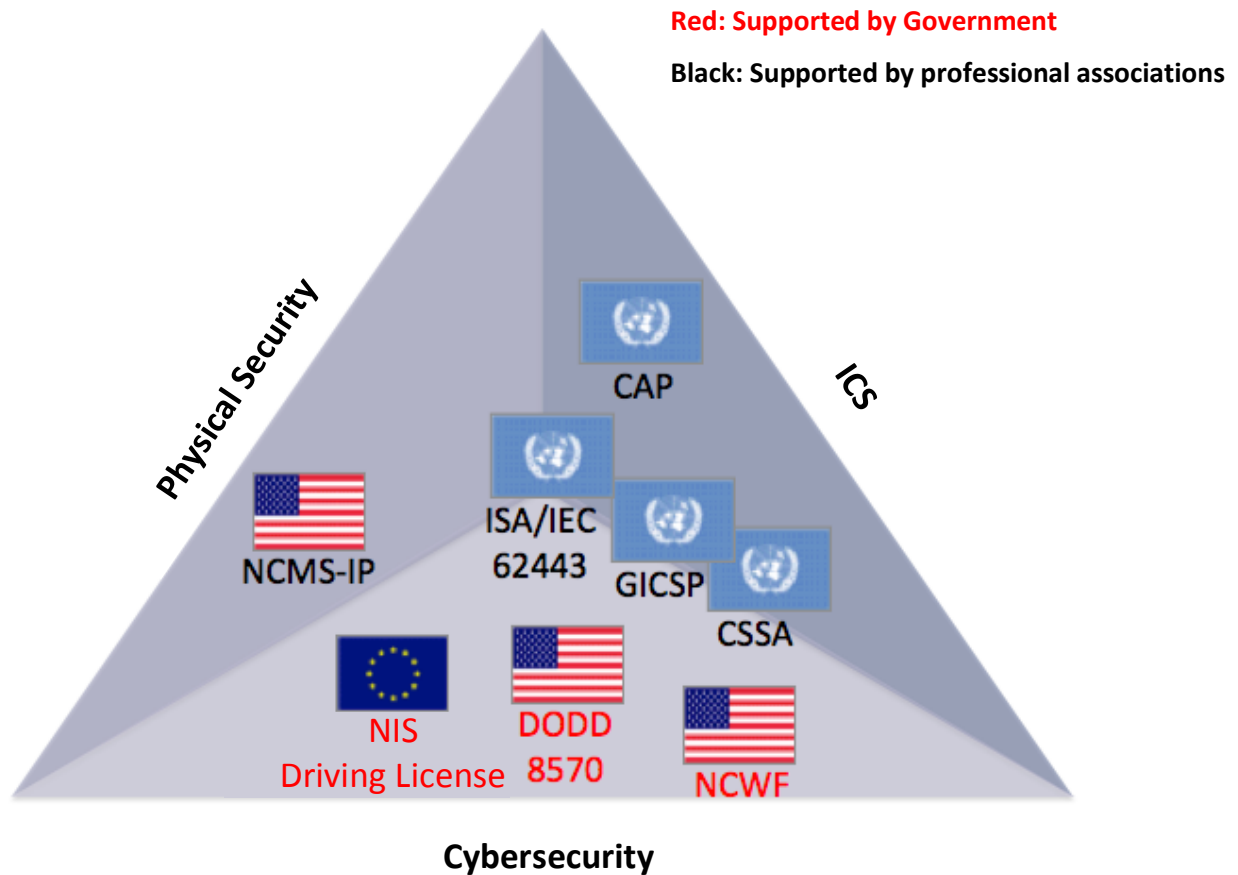 Red: Supported by Government
Black: Supported by professional associations
Physical Security
ICS
CAP
ISA/IEC
62443
GICSP
CSSA
NCMS-IP
NIS
Driving License
DODD
8570
NCWF
Cybersecurity